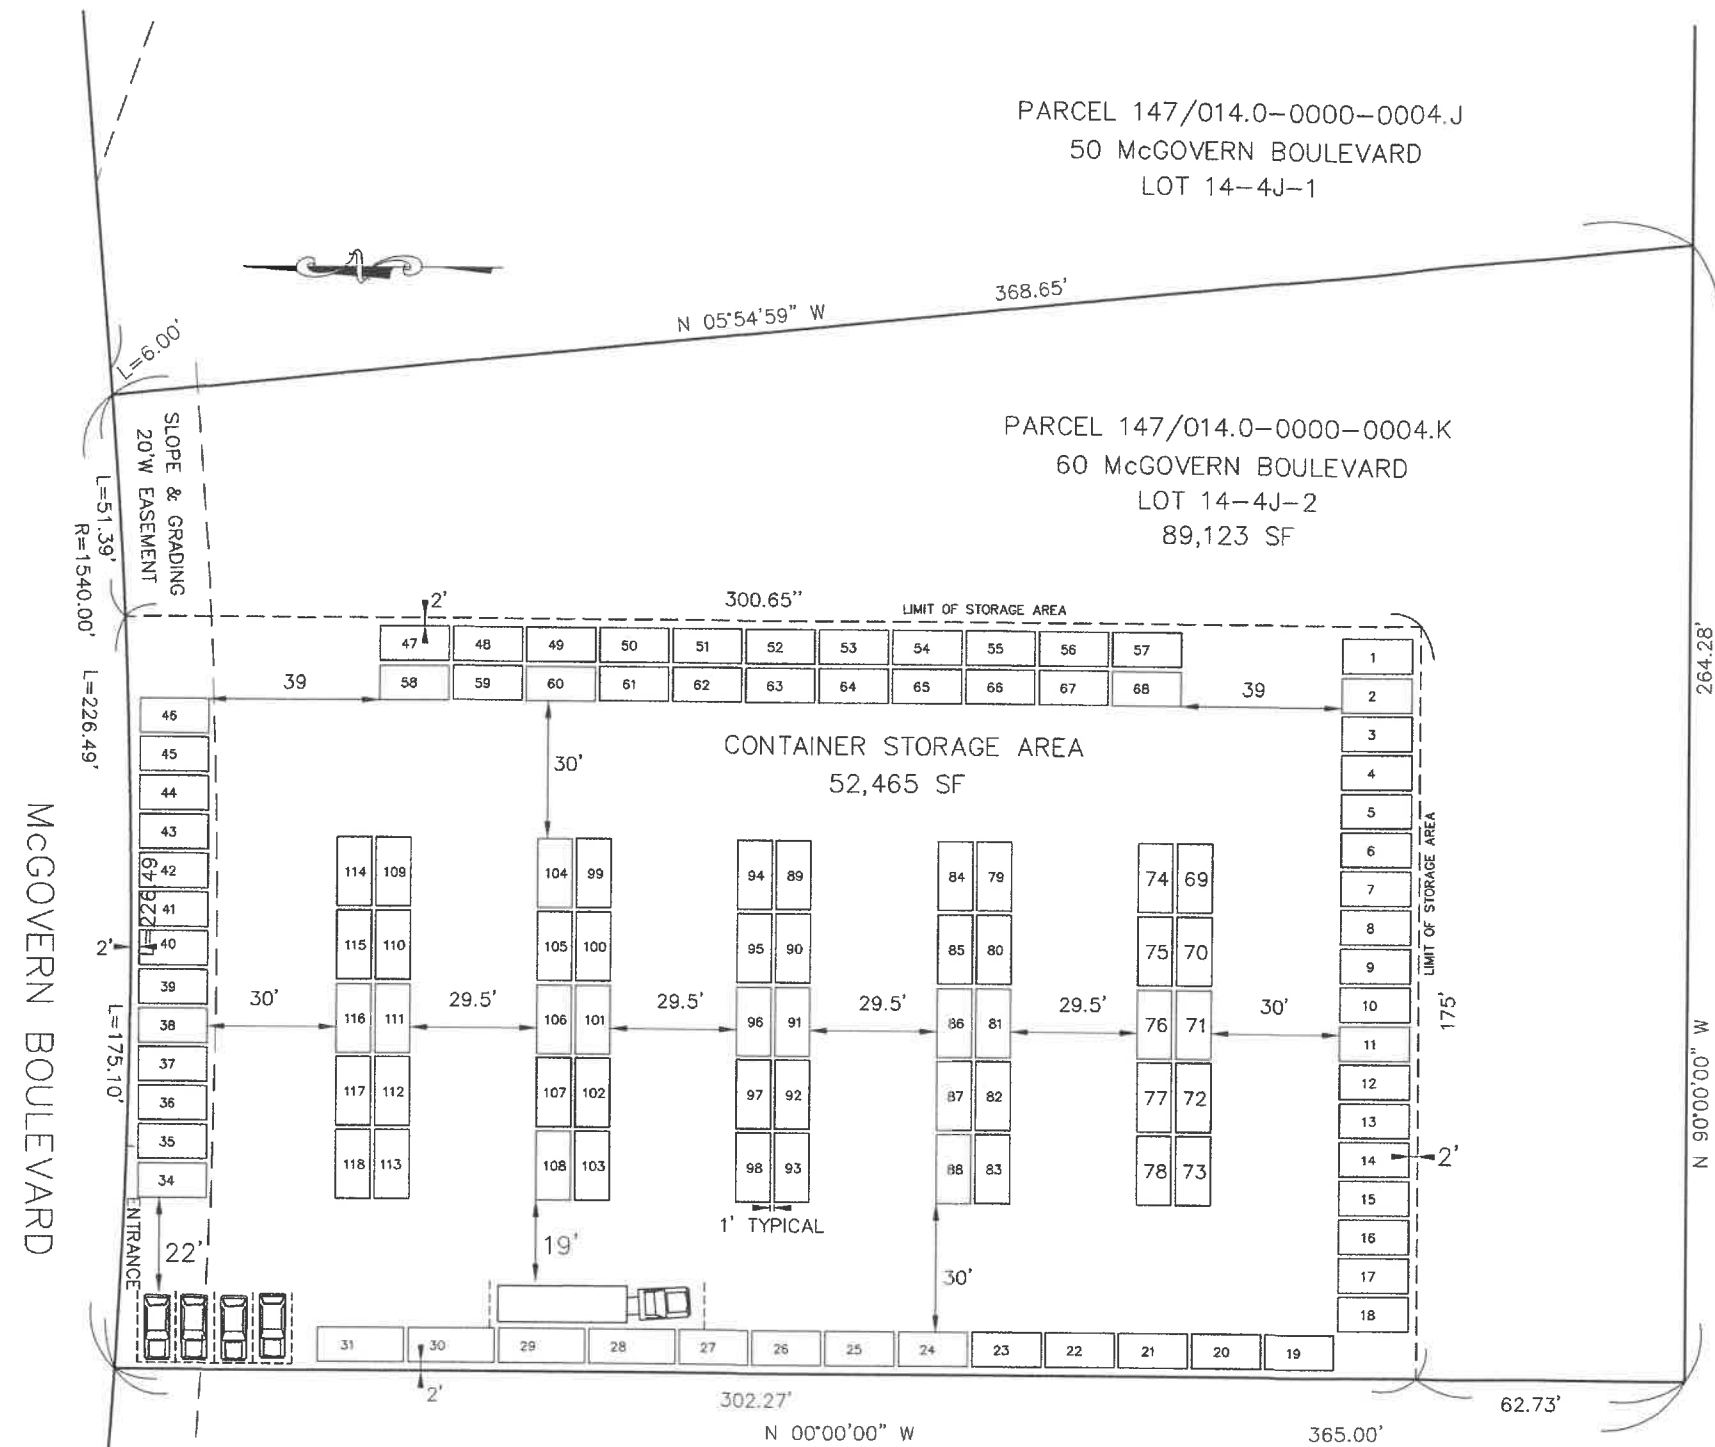 PARCEL 147/014.0-0000-0004.J
50 McGOVERN BOULEVARD
LOT 14-4J-1
368.65'
N 05°54'59" W
L=6.00'
PARCEL 147/014.0-0000-0004.K
60 McGOVERN BOULEVARD
LOT 14-4J-2
89,123 SF
SLOPE & GRADING
20'W EASEMENT
L=51.39'
R=1540.00'
L=226.49'
264.28'
2'
300.65"
LIMIT OF STORAGE AREA
47 48 49 50 51 52 53 54 55 56 57
58 59 60 61 62 63 64 65 66 67 68
39
39
30'
CONTAINER STORAGE AREA
52,465 SF
46
45
44
43
42
41
40
39
38
37
36
35
34
L=226.49
2'
L=175.10'
McGOVERN BOULEVARD
1
2
3
4
5
6
7
8
9
10
11
12
13
14
15
16
17
18
LIMIT OF STORAGE AREA
175'
2'
N 90°00'00" W
114 109 104 99 94 89 84 79 74 69
115 110 105 100 95 90 85 80 75 70
30' 29.5' 29.5' 29.5' 29.5' 30'
116 111 106 101 96 91 86 81 76 71
117 112 107 102 97 92 87 82 77 72
118 113 108 103 98 93 88 83 78 73
1' TYPICAL
ENTRANCE
22'
19'
30'
31 30 29 28 27 26 25 24 23 22 21 20 19
2'
302.27'
62.73'
N 00°00'00" W
365.00'